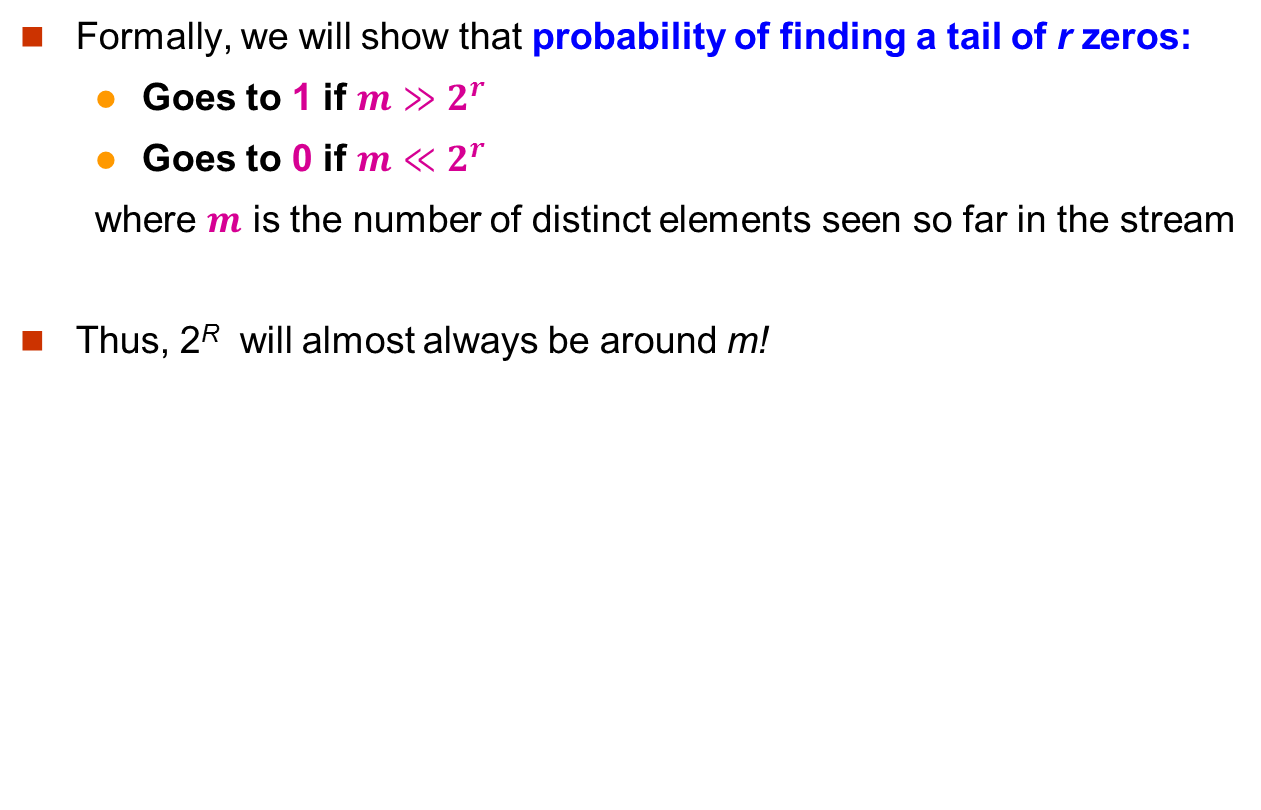 Formally, we will show that probability of finding a tail of r zeros:
Goes to 1 if m ≫ 2^r
Goes to 0 if m ≪ 2^r
where m is the number of distinct elements seen so far in the stream
Thus, 2^R will almost always be around m!